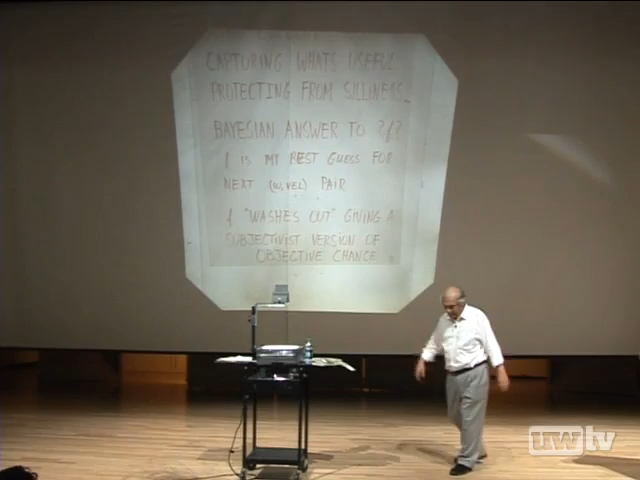 CAPTURING WHATS USEFUL
PROTECTING FROM SILLINESS
BAYESIAN ANSWER TO ?f?
f IS MY BEST GUESS FOR
NEXT (W, VEL) PAIR
f "WASHES OUT" GIVING A
SUBJECTIVIST VERSION OF
OBJECTIVE CHANCE
uwtv